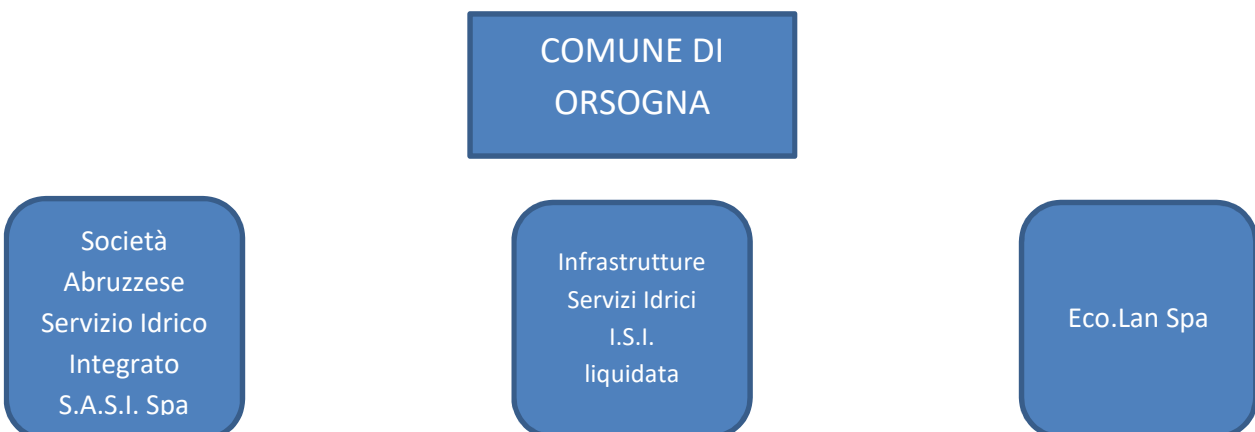 COMUNE DI
ORSOGNA
Società
Abruzzese
Servizio Idrico
Integrato
S.A.S.I. Spa
Infrastrutture
Servizi Idrici
I.S.I.
liquidata
Eco.Lan Spa